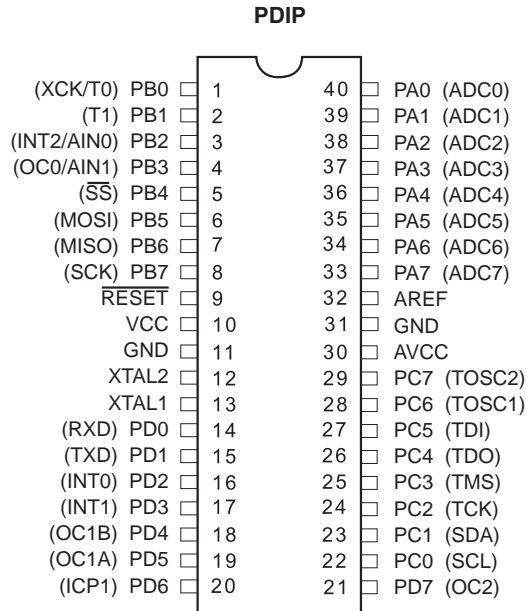 PDIP
(XCK/T0) PB0 1 40 PA0 (ADC0)
(T1) PB1 2 39 PA1 (ADC1)
(INT2/AIN0) PB2 3 38 PA2 (ADC2)
(OC0/AIN1) PB3 4 37 PA3 (ADC3)
(S̅S̅) PB4 5 36 PA4 (ADC4)
(MOSI) PB5 6 35 PA5 (ADC5)
(MISO) PB6 7 34 PA6 (ADC6)
(SCK) PB7 8 33 PA7 (ADC7)
R̅E̅S̅E̅T̅ 9 32 AREF
VCC 10 31 GND
GND 11 30 AVCC
XTAL2 12 29 PC7 (TOSC2)
XTAL1 13 28 PC6 (TOSC1)
(RXD) PD0 14 27 PC5 (TDI)
(TXD) PD1 15 26 PC4 (TDO)
(INT0) PD2 16 25 PC3 (TMS)
(INT1) PD3 17 24 PC2 (TCK)
(OC1B) PD4 18 23 PC1 (SDA)
(OC1A) PD5 19 22 PC0 (SCL)
(ICP1) PD6 20 21 PD7 (OC2)